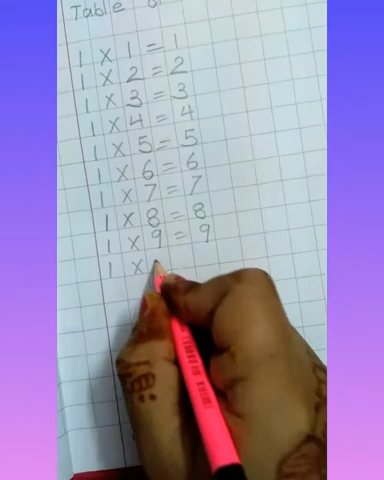 Table of
1 × 1 = 1
1 × 2 = 2
1 × 3 = 3
1 × 4 = 4
1 × 5 = 5
1 × 6 = 6
1 × 7 = 7
1 × 8 = 8
1 × 9 = 9
1 ×